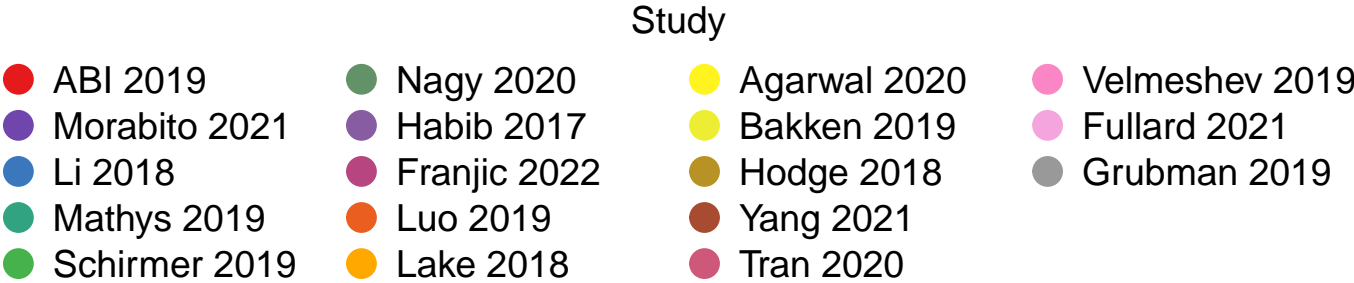 Study
ABI 2019
Morabito 2021
Li 2018
Mathys 2019
Schirmer 2019
Nagy 2020
Habib 2017
Franjic 2022
Luo 2019
Lake 2018
Agarwal 2020
Bakken 2019
Hodge 2018
Yang 2021
Tran 2020
Velmeshev 2019
Fullard 2021
Grubman 2019